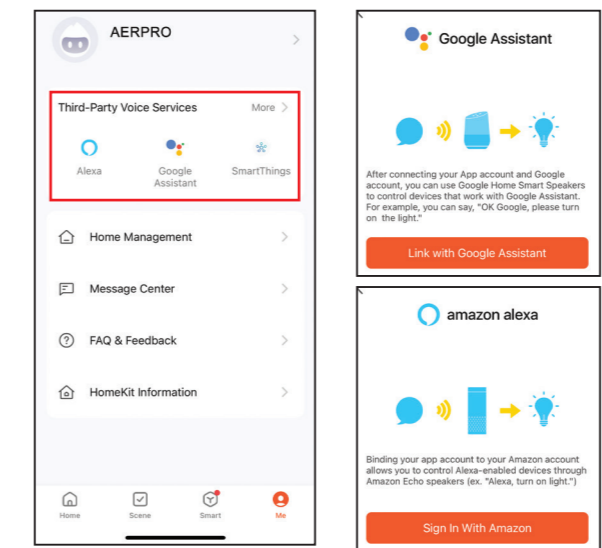 AERPRO
Third-Party Voice Services More
Alexa Google Assistant SmartThings
Home Management
Message Center
FAQ & Feedback
HomeKit Information
Home Scene Smart Me
Google Assistant
After connecting your App account and Google
account, you can use Google Home Smart Speakers
to control devices that work with Google Assistant.
For example, you can say, "OK Google, please turn
on the light."
Link with Google Assistant
amazon alexa
Binding your app account to your Amazon account
allows you to control Alexa-enabled devices through
Amazon Echo speakers (ex. "Alexa, turn on light.")
Sign In With Amazon